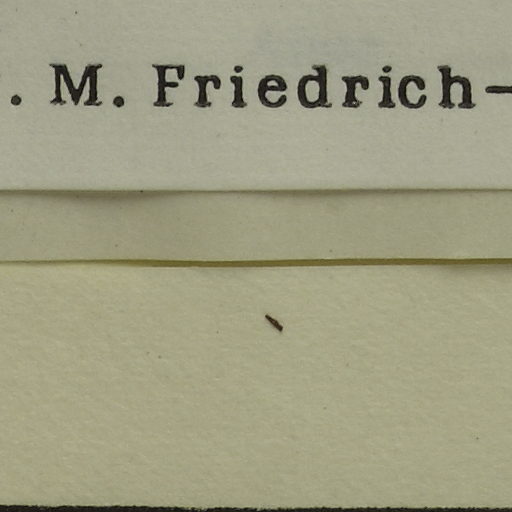 . M. Friedrich-